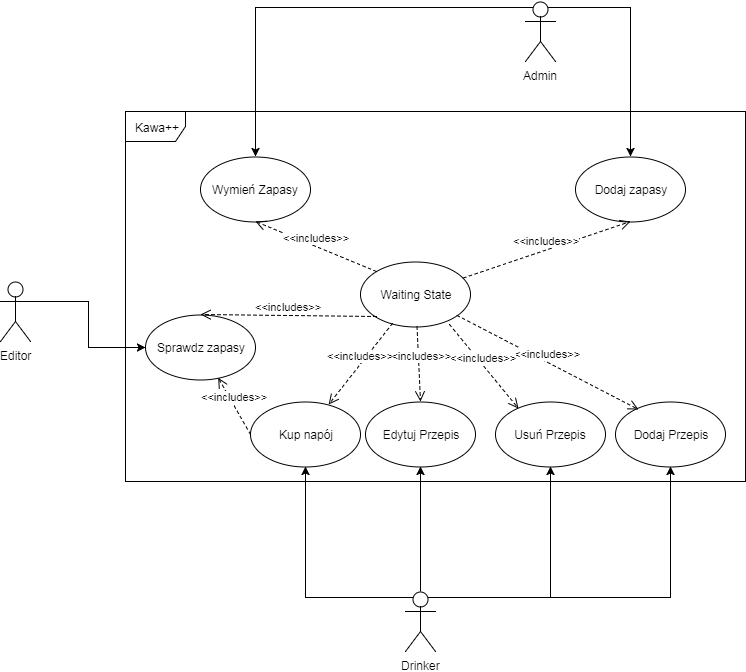 Admin
Kawa++
Wymień Zapasy
Dodaj zapasy
<<includes>>
<<includes>>
Waiting State
<<includes>>
Editor
Sprawdz zapasy
<<includes>>
<<includes>>
<<includes>>
<<includes>>
<<includes>>
Kup napój
Edytuj Przepis
Usuń Przepis
Dodaj Przepis
Drinker